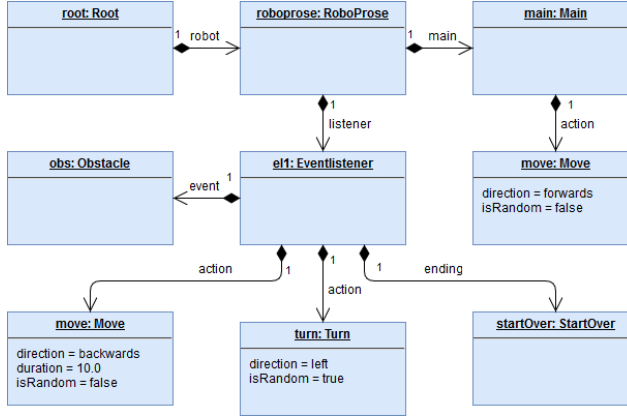 root: Root
roboprose: RoboProse
main: Main
1
robot
1
main
1
listener
1
action
obs: Obstacle
el1: Eventlistener
move: Move
1
event
direction = forwards
isRandom = false
action
1
1
action
1
ending
move: Move
direction = backwards
duration = 10.0
isRandom = false
turn: Turn
direction = left
isRandom = true
startOver: StartOver